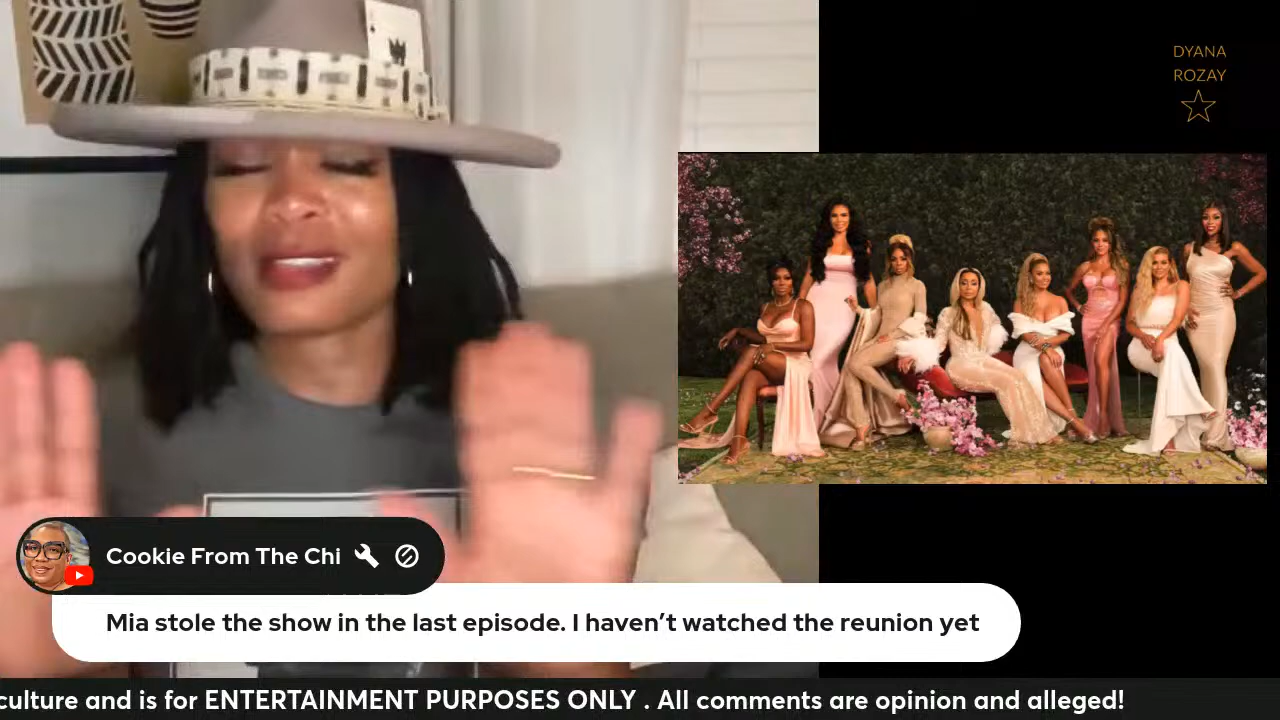 DYANA
ROZAY
Cookie From The Chi
Mia stole the show in the last episode. I haven’t watched the reunion yet
culture and is for ENTERTAINMENT PURPOSES ONLY . All comments are opinion and alleged!